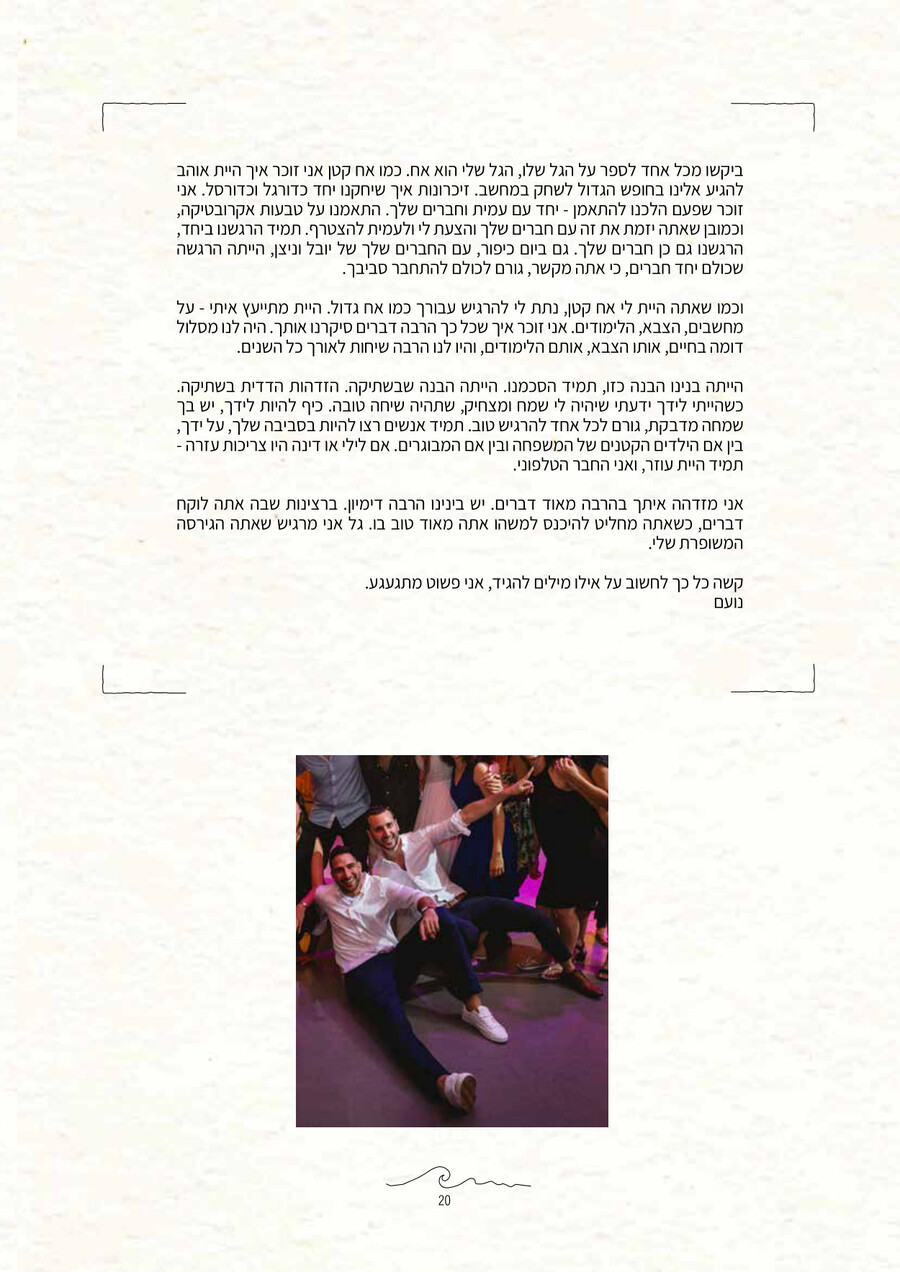 ביקשו מכל אחד לספר על הגל שלו, הגל שלי הוא אח. כמו אח קטן אני זוכר איך היית אוהב
להגיע אלינו בחופש הגדול לשחק במחשב. זיכרונות איך שיחקנו יחד כדורגל וכדורסל. אני
זוכר שפעם הלכנו להתאמן - יחד עם עמית וחברים שלך. התאמנו על טבעות אקרובטיקה,
וכמובן שאתה יזמת את זה עם חברים שלך והצעת לי ולעמית להצטרף. תמיד הרגשנו ביחד,
הרגשנו גם כן חברים שלך. גם ביום כיפור, עם החברים שלך של יובל וניצן, הייתה הרגשה
שכולם יחד חברים, כי אתה מקשר, גורם לכולם להתחבר סביבך.
וכמו שאתה היית לי אח קטן, נתת לי להרגיש עבורך כמו אח גדול. היית מתייעץ איתי - על
מחשבים, הצבא, הלימודים. אני זוכר איך שכל כך הרבה דברים סיקרנו אותך. היה לנו מסלול
דומה בחיים, אותו הצבא, אותם הלימודים, והיו לנו הרבה שיחות לאורך כל השנים.
הייתה בנינו הבנה כזו, תמיד הסכמנו. הייתה הבנה שבשתיקה. הזדהות הדדית בשתיקה.
כשהייתי לידך ידעתי שיהיה לי שמח ומצחיק, שתהיה שיחה טובה. כיף להיות לידך, יש בך
שמחה מדבקת, גורם לכל אחד להרגיש טוב. תמיד אנשים רצו להיות בסביבה שלך, על ידך,
בין אם הילדים הקטנים של המשפחה ובין אם המבוגרים. אם לילי או דינה היו צריכות עזרה -
תמיד היית עוזר, ואני החבר הטלפוני.
אני מזדהה איתך בהרבה מאוד דברים. יש בינינו הרבה דימיון. ברצינות שבה אתה לוקח
דברים, כשאתה מחליט להיכנס למשהו אתה מאוד טוב בו. גל אני מרגיש שאתה הגירסה
המשופרת שלי.
קשה כל כך לחשוב על אילו מילים להגיד, אני פשוט מתגעגע.
נועם
20